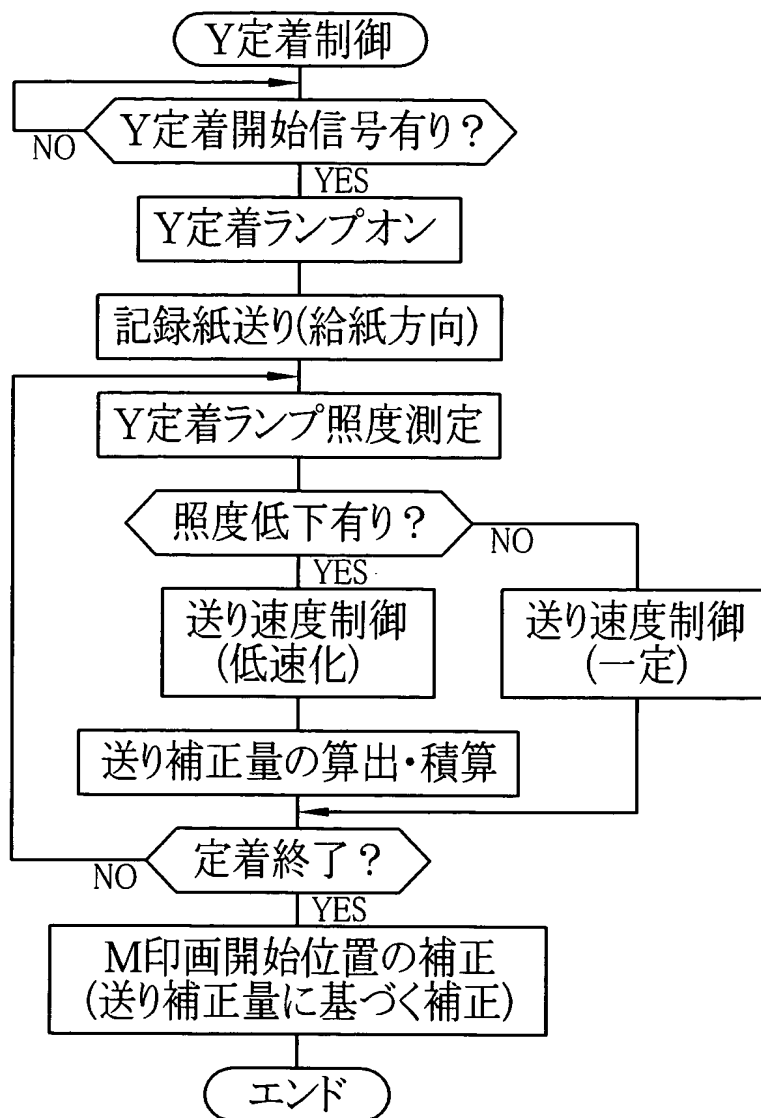 Y定着制御
Y定着開始信号有り?
NO
YES
Y定着ランプオン
記録紙送り(給紙方向)
Y定着ランプ照度測定
照度低下有り?
NO
YES
送り速度制御
(低速化)
送り速度制御
(一定)
送り補正量の算出・積算
定着終了?
NO
YES
M印画開始位置の補正
(送り補正量に基づく補正)
エンド